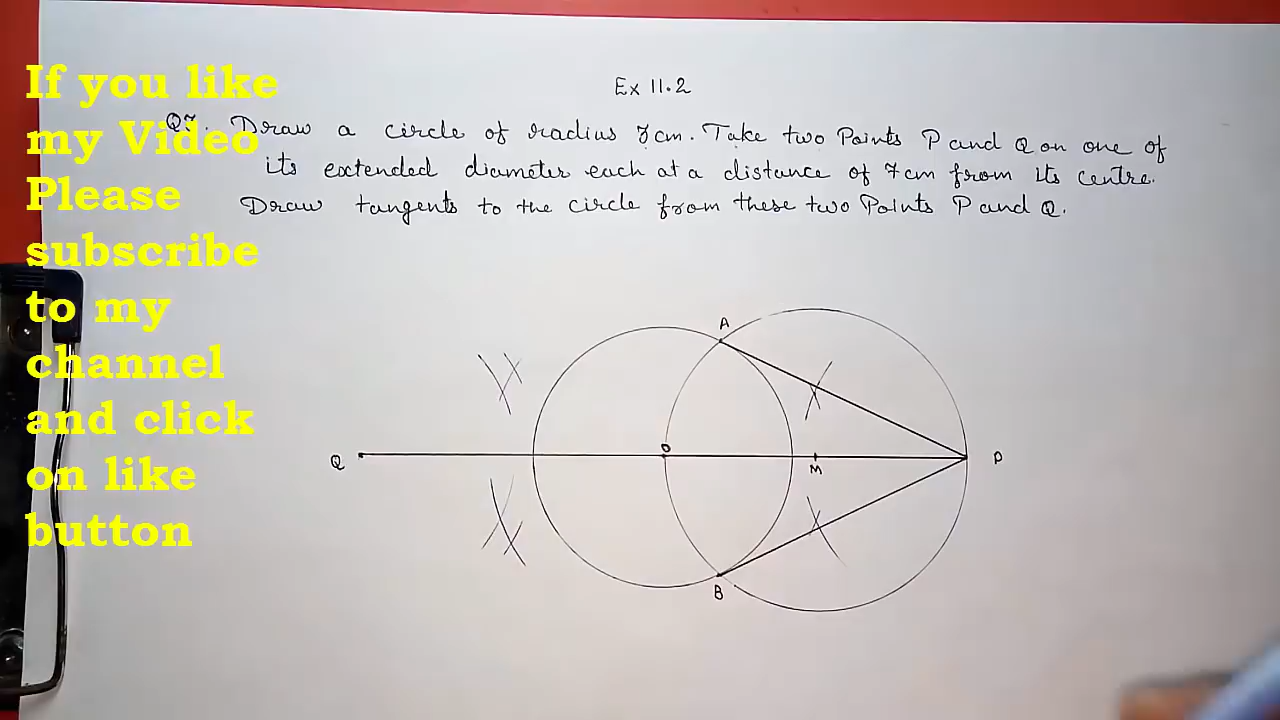 Ex 11.2
Q7. Draw a circle of radius 3cm. Take two Points P and Q on one of
its extended diameter each at a distance of 7cm from its centre.
Draw tangents to the circle from these two Points P and Q.
If you like
my Video
Please
subscribe
to my
channel
and click
on like
button
A
Q
O
M
P
B